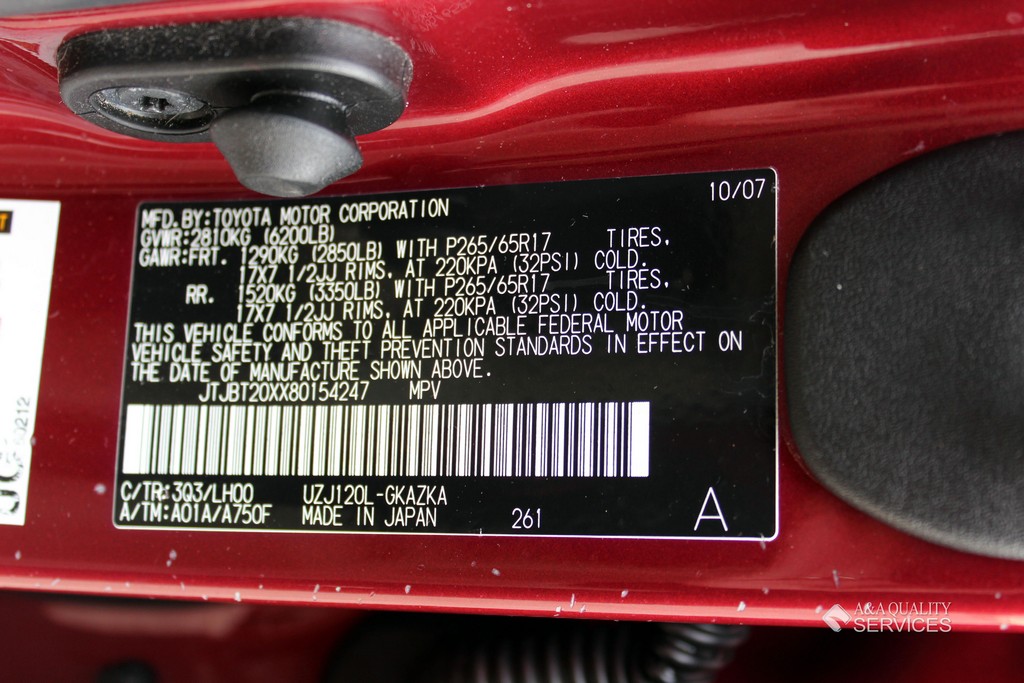 10/07
MFD.BY:TOYOTA MOTOR CORPORATION
GVWR:2810KG (6200LB)
GAWR:FRT. 1290KG (2850LB) WITH P265/65R17 TIRES,
17X7 1/2JJ RIMS, AT 220KPA (32PSI) COLD.
RR. 1520KG (3350LB) WITH P265/65R17 TIRES,
17X7 1/2JJ RIMS, AT 220KPA (32PSI) COLD.
THIS VEHICLE CONFORMS TO ALL APPLICABLE FEDERAL MOTOR
VEHICLE SAFETY AND THEFT PREVENTION STANDARDS IN EFFECT ON
THE DATE OF MANUFACTURE SHOWN ABOVE.
JTJBT20XX80154247 MPV
C/TR:3Q3/LH00 UZJ120L-GKAZKA
A/TM:A01A/A750F MADE IN JAPAN 261 A
A&A QUALITY
SERVICES